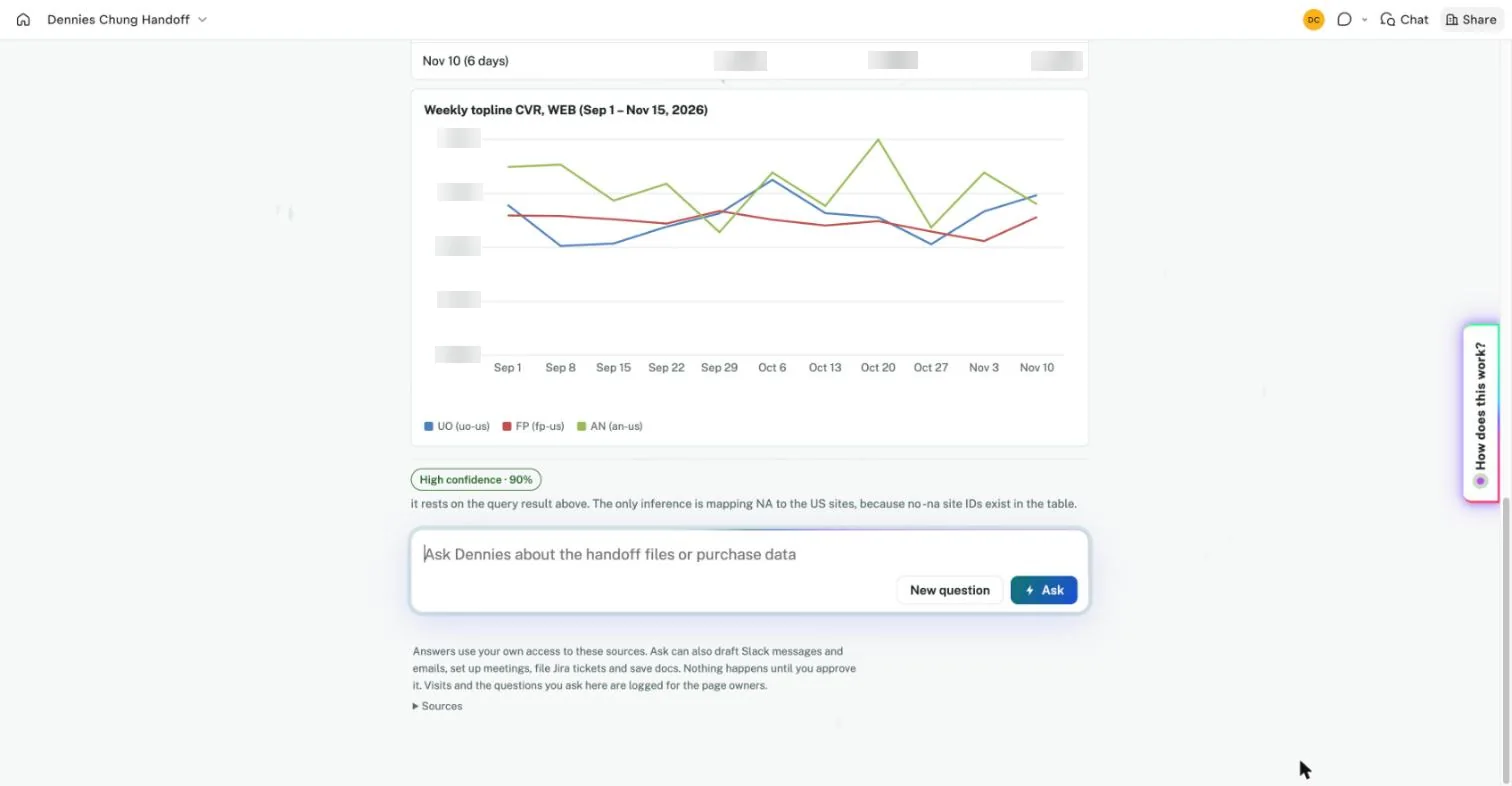 Dennies Chung Handoff
DC
Chat
Share
Nov 10 (6 days)
Weekly topline CVR, WEB (Sep 1 – Nov 15, 2026)
Sep 1 Sep 8 Sep 15 Sep 22 Sep 29 Oct 6 Oct 13 Oct 20 Oct 27 Nov 3 Nov 10
UO (uo-us) FP (fp-us) AN (an-us)
High confidence · 90%
it rests on the query result above. The only inference is mapping NA to the US sites, because no -na site IDs exist in the table.
Ask Dennies about the handoff files or purchase data
New question
Ask
Answers use your own access to these sources. Ask can also draft Slack messages and
emails, set up meetings, file Jira tickets and save docs. Nothing happens until you approve
it. Visits and the questions you ask here are logged for the page owners.
Sources
How does this work?